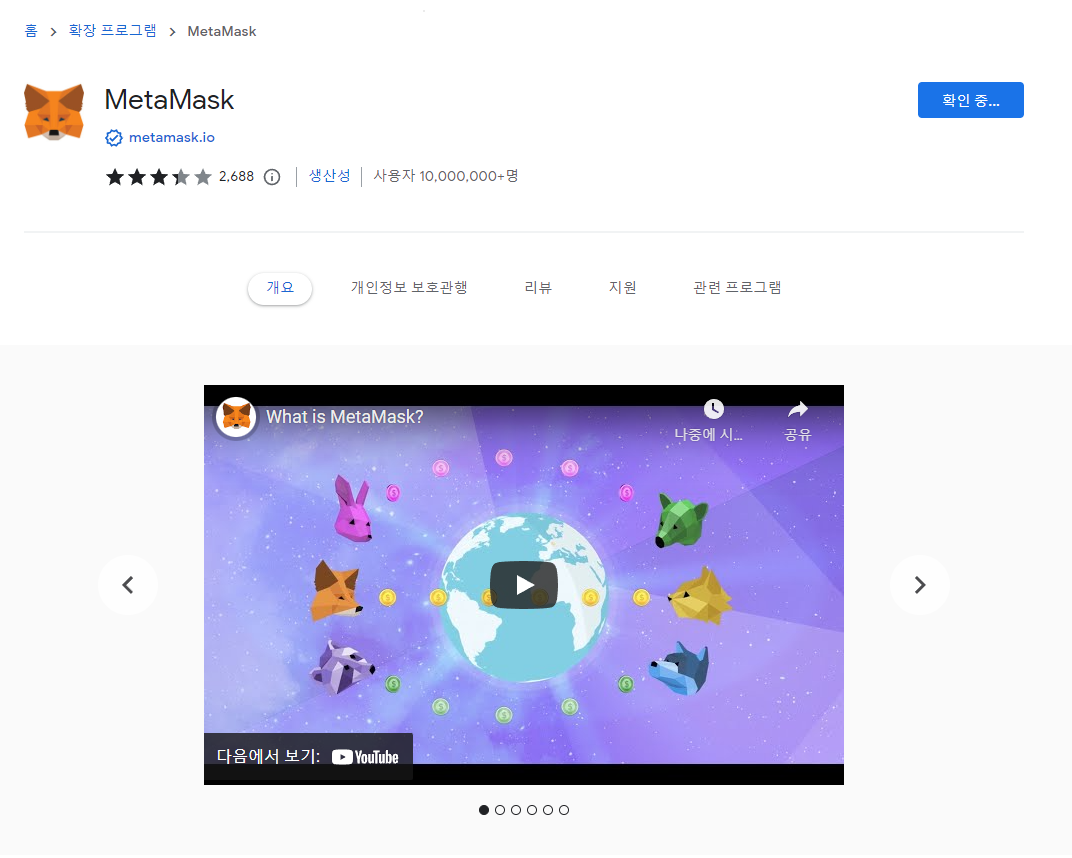 홈 > 확장 프로그램 > MetaMask
MetaMask
확인 중...
metamask.io
2,688
생산성
사용자 10,000,000+명
개요
개인정보 보호관행
리뷰
지원
관련 프로그램
What is MetaMask?
나중에 시...
공유
다음에서 보기: YouTube